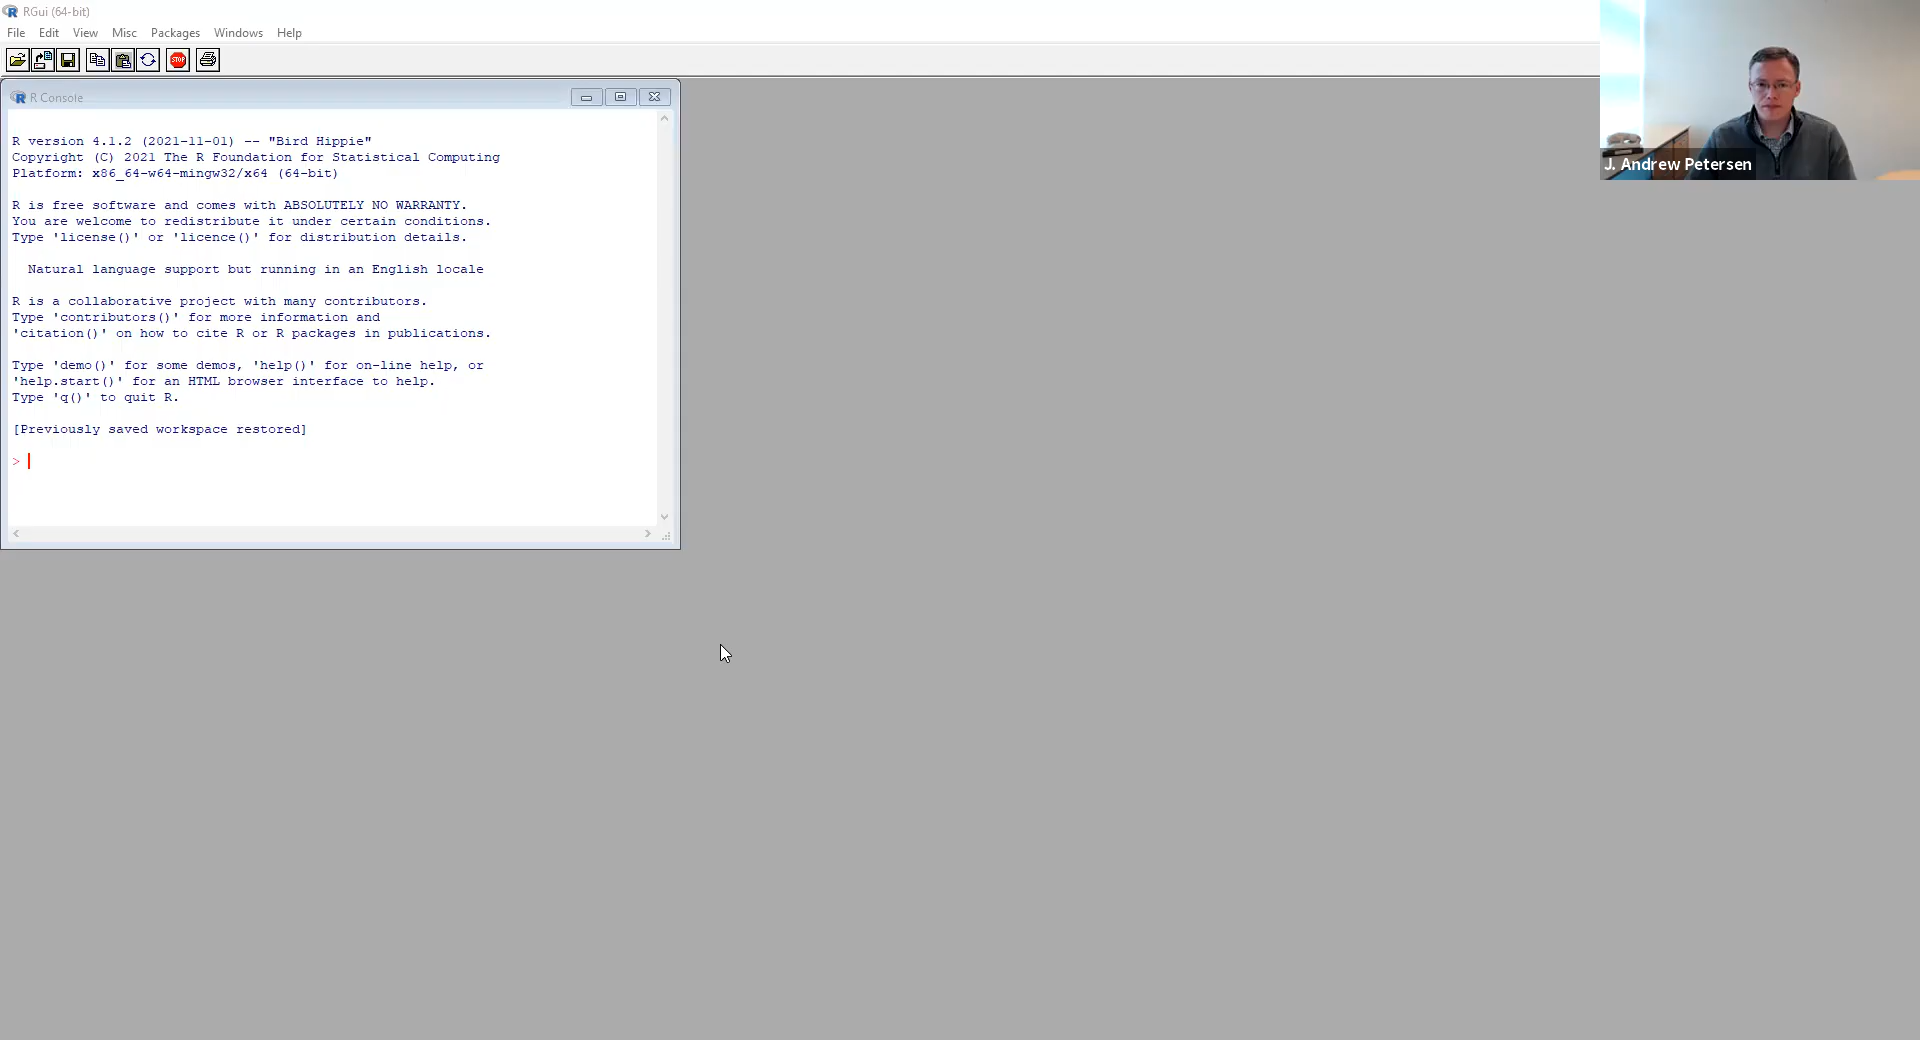 RGui (64-bit)
File Edit View Misc Packages Windows Help
STOP
R Console
R version 4.1.2 (2021-11-01) -- "Bird Hippie"
Copyright (C) 2021 The R Foundation for Statistical Computing
Platform: x86_64-w64-mingw32/x64 (64-bit)
R is free software and comes with ABSOLUTELY NO WARRANTY.
You are welcome to redistribute it under certain conditions.
Type 'license()' or 'licence()' for distribution details.
Natural language support but running in an English locale
R is a collaborative project with many contributors.
Type 'contributors()' for more information and
'citation()' on how to cite R or R packages in publications.
Type 'demo()' for some demos, 'help()' for on-line help, or
'help.start()' for an HTML browser interface to help.
Type 'q()' to quit R.
[Previously saved workspace restored]
>
J. Andrew Petersen